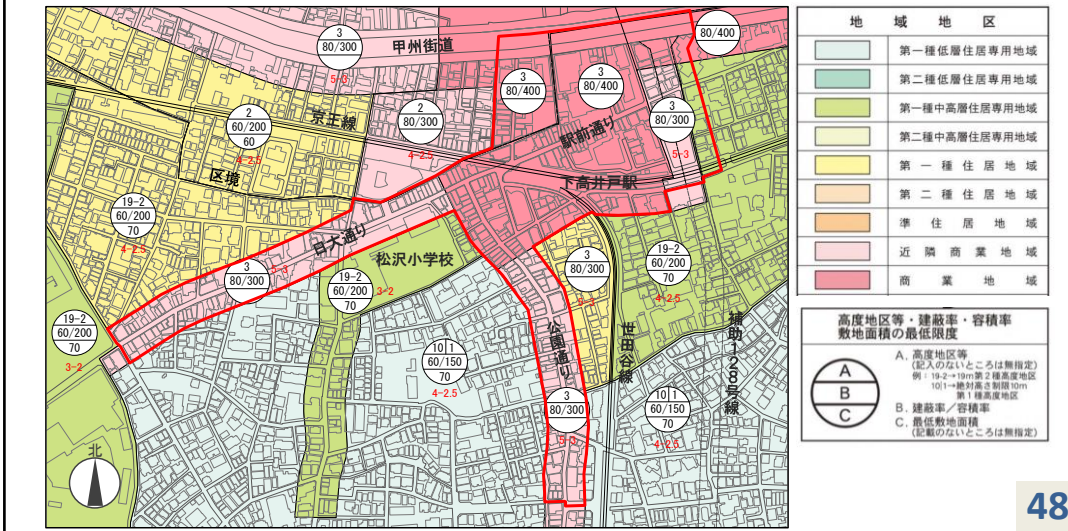 3
80/300
甲州街道
5-3
2
80/300
4-2.5
3
80/400
3
80/400
80/400
3
80/300
5-3
2
60/200
60
4-2.5
京王線
区境
駅前通り
下高井戸駅
19-2
60/200
70
4-2.5
日大通り
5-3
3
80/300
松沢小学校
19-2
60/200
70
3-2
3
80/300
5-3
19-2
60/200
70
4-2.5
19-2
60/200
70
3-2
10|1
60/150
70
4-2.5
公園通り
世田谷線
補助128号線
3
80/300
5-3
10|1
60/150
70
4-2.5
北
地域地区
第一種低層住居専用地域
第二種低層住居専用地域
第一種中高層住居専用地域
第二種中高層住居専用地域
第一種住居地域
第二種住居地域
準住居地域
近隣商業地域
商業地域
高度地区等・建蔽率・容積率
敷地面積の最低限度
A
B
C
A. 高度地区等
(記入のないところは無指定)
例：19-2→19m第2種高度地区
10|1→絶対高さ制限10m
第1種高度地区
B. 建蔽率／容積率
C. 最低敷地面積
(記載のないところは無指定)
48